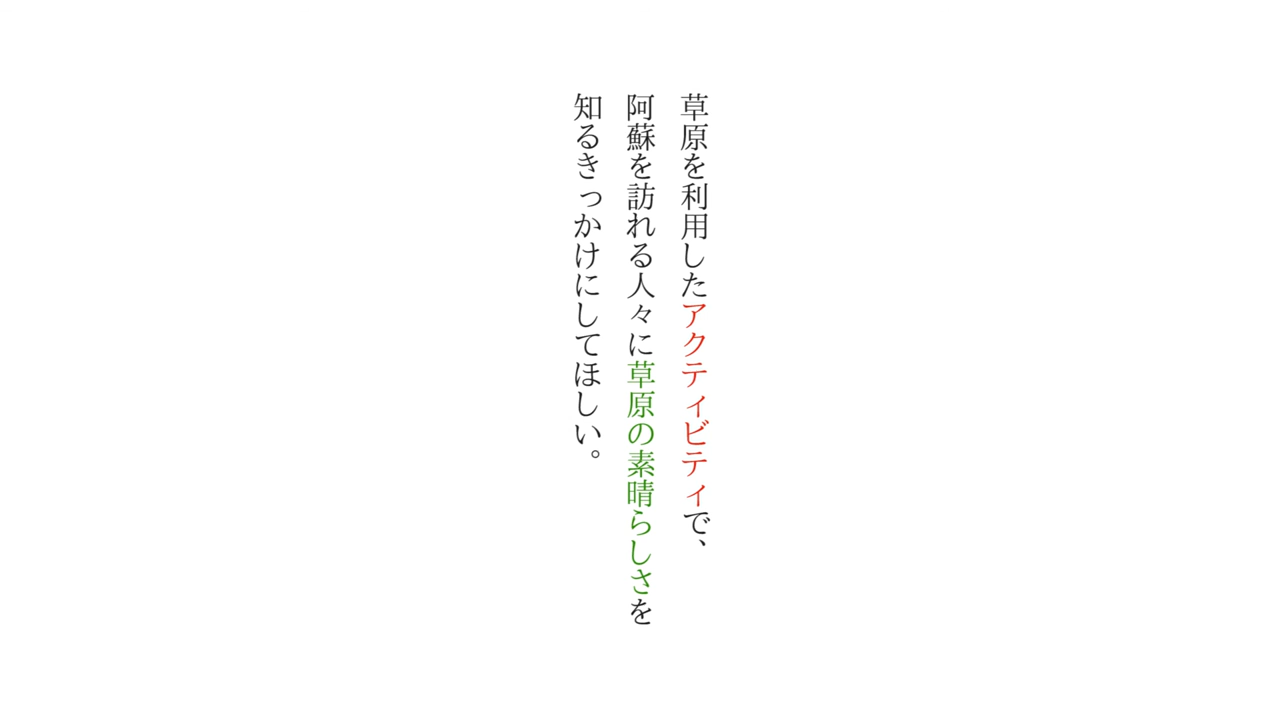 草原を利用したアクティビティで、
阿蘇を訪れる人々に草原の素晴らしさを
知るきっかけにしてほしい。